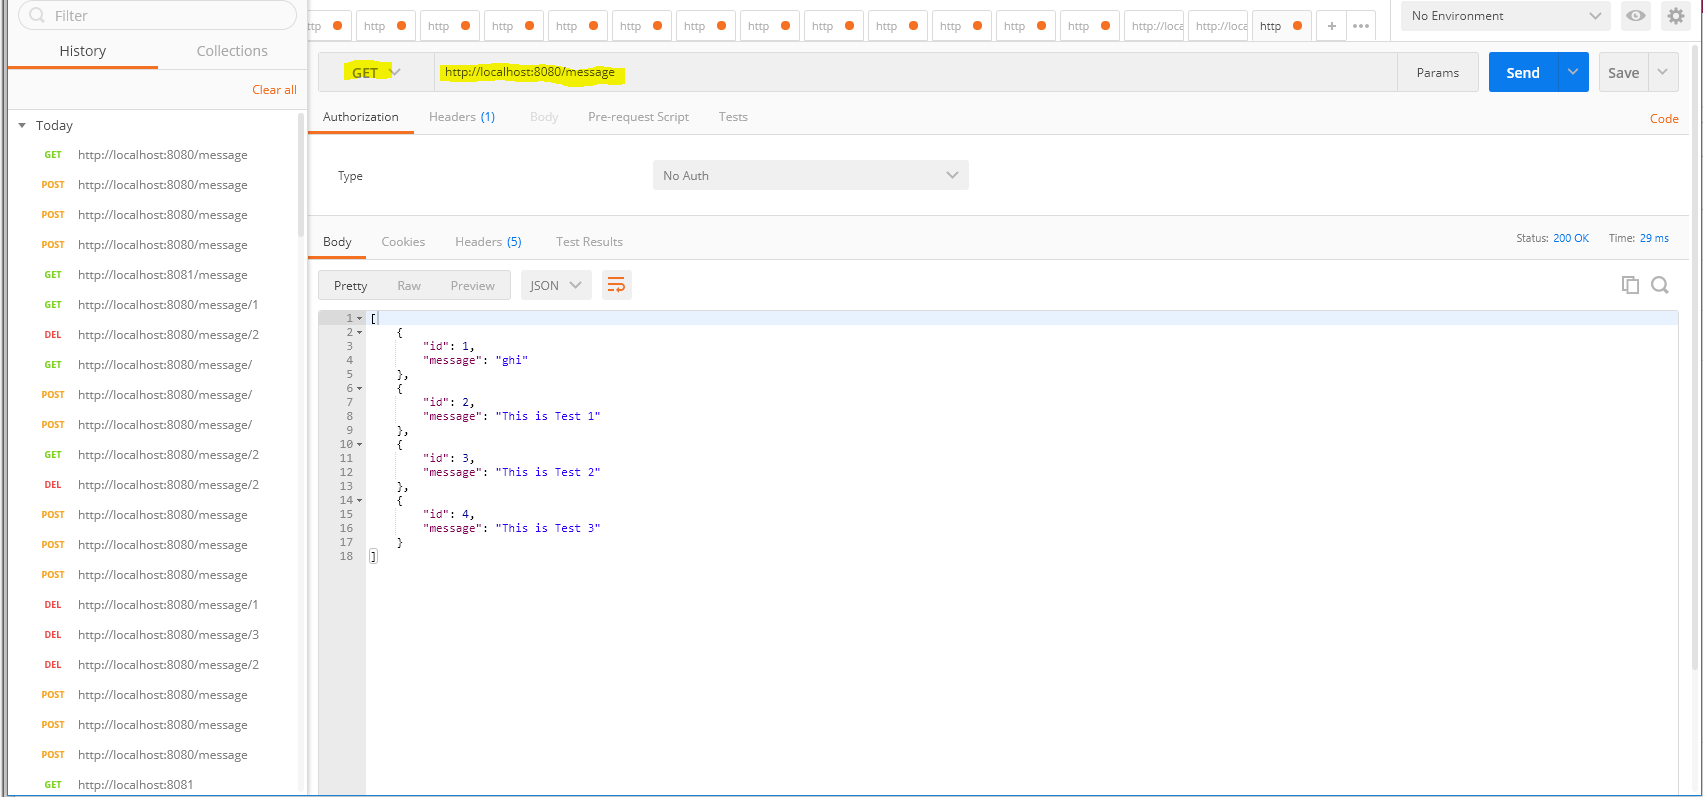 Filter
History Collections
Clear all
Today
GET http://localhost:8080/message
POST http://localhost:8080/message
POST http://localhost:8080/message
POST http://localhost:8080/message
GET http://localhost:8081/message
GET http://localhost:8080/message/1
DEL http://localhost:8080/message/2
GET http://localhost:8080/message/
POST http://localhost:8080/message/
POST http://localhost:8080/message/
GET http://localhost:8080/message/2
DEL http://localhost:8080/message/2
POST http://localhost:8080/message
POST http://localhost:8080/message
POST http://localhost:8080/message
DEL http://localhost:8080/message/1
DEL http://localhost:8080/message/3
DEL http://localhost:8080/message/2
POST http://localhost:8080/message
POST http://localhost:8080/message
POST http://localhost:8080/message
GET http://localhost:8081
ttp http http http http http http http http http http http http http://loca http://loca http + ••• No Environment
GET http://localhost:8080/message Params Send Save
Authorization Headers (1) Body Pre-request Script Tests Code
Type No Auth
Body Cookies Headers (5) Test Results Status: 200 OK Time: 29 ms
Pretty Raw Preview JSON
1 [
2 {
3 "id": 1,
4 "message": "ghi"
5 },
6 {
7 "id": 2,
8 "message": "This is Test 1"
9 },
10 {
11 "id": 3,
12 "message": "This is Test 2"
13 },
14 {
15 "id": 4,
16 "message": "This is Test 3"
17 }
18 ]